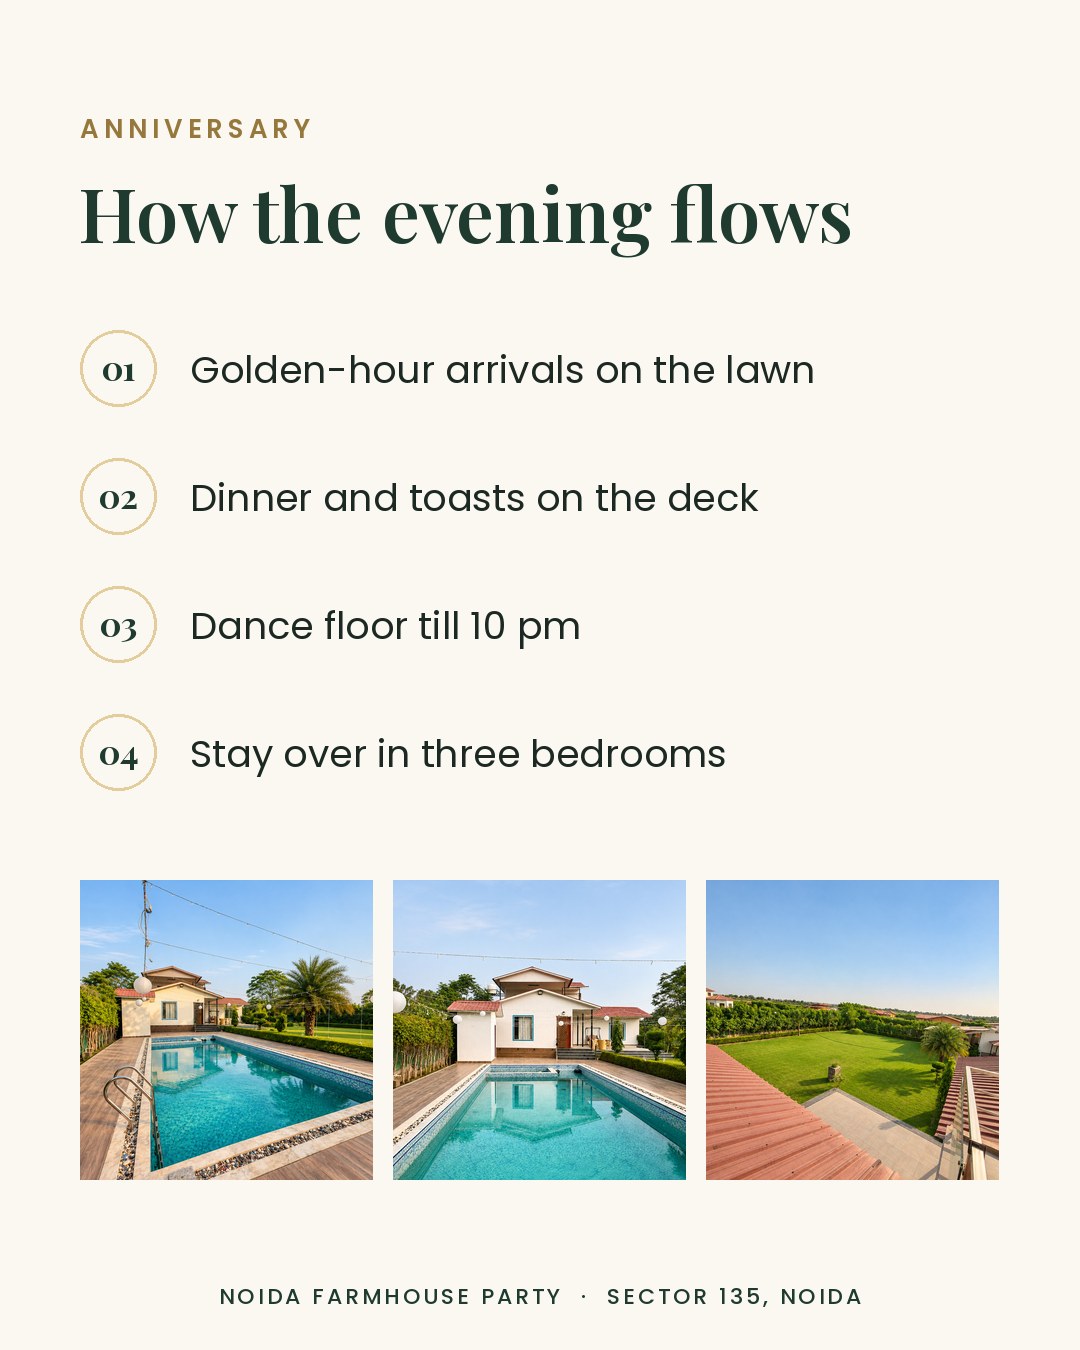 ANNIVERSARY
How the evening flows
01 Golden-hour arrivals on the lawn
02 Dinner and toasts on the deck
03 Dance floor till 10 pm
04 Stay over in three bedrooms
NOIDA FARMHOUSE PARTY · SECTOR 135, NOIDA